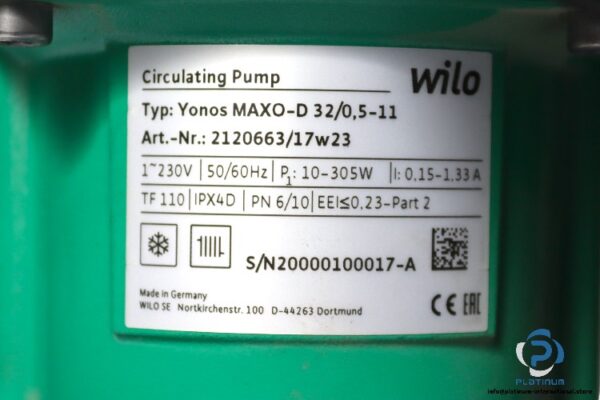 Circulating Pump
wilo
Typ: Yonos MAXO-D 32/0,5-11
Art.-Nr.: 2120663/17w23
1~230V | 50/60Hz | P1: 10-305W | I: 0,15-1,33 A
TF 110 | IPX4D | PN 6/10 | EEI≤0,23-Part 2
S/N20000100017-A
Made in Germany
WILO SE Nortkirchenstr. 100 D-44263 Dortmund
CE EAC
PLATINUM
info@platinum-international.store